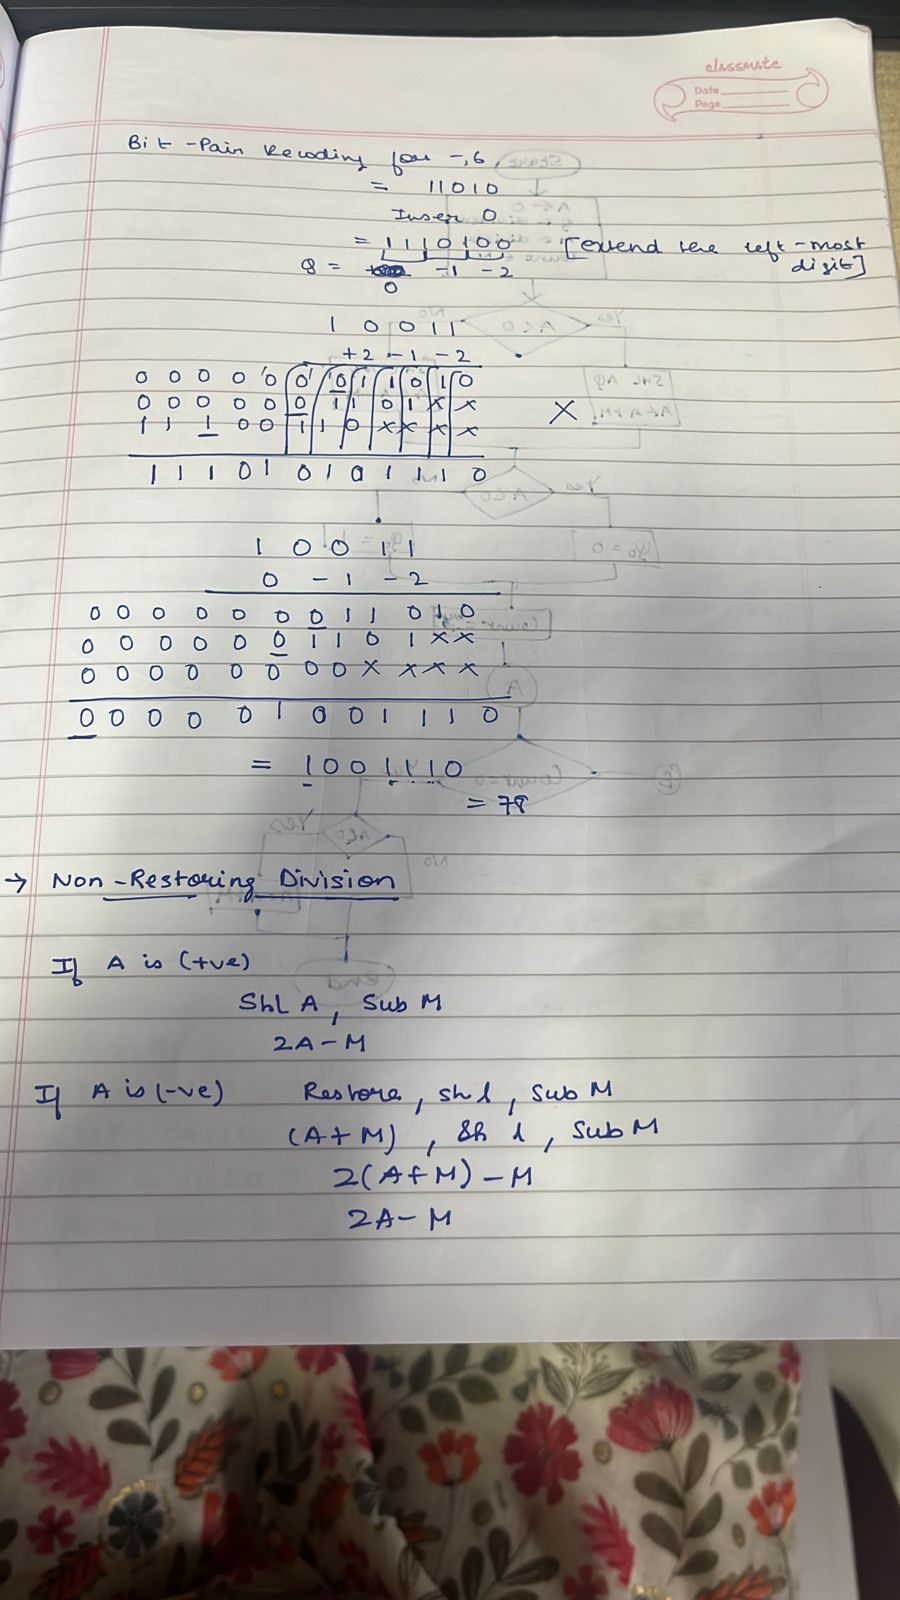 classmate
Date
Page
Bit-Pain Recoding for -,6
= 11010
Inser 0
= 1110100 [extend the left-most
digit]
Q = -1 -2
0
1 0 0 1 1
+2 -1 -2
0 0 0 0 0 0 0 1 1 0 1 0
0 0 0 0 0 0 1 1 0 1 x x
1 1 1 0 0 1 1 0 x x x x
X
1 1 1 0 1 0 1 0 1 1 1 0
1 0 0 1 1
0 -1 -2
0 0 0 0 0 0 0 1 1 0 1 0
0 0 0 0 0 0 1 1 0 1 x x
0 0 0 0 0 0 0 0 x x x x
0 0 0 0 0 1 0 0 1 1 1 0
= 1001110
= 78
→ Non-Restoring Division
If A is (+ve)
Shl A, Sub M
2A-M
If A is (-ve) Restore, shl, Sub M
(A+M), Sh l, Sub M
2(A+M) - M
2A-M